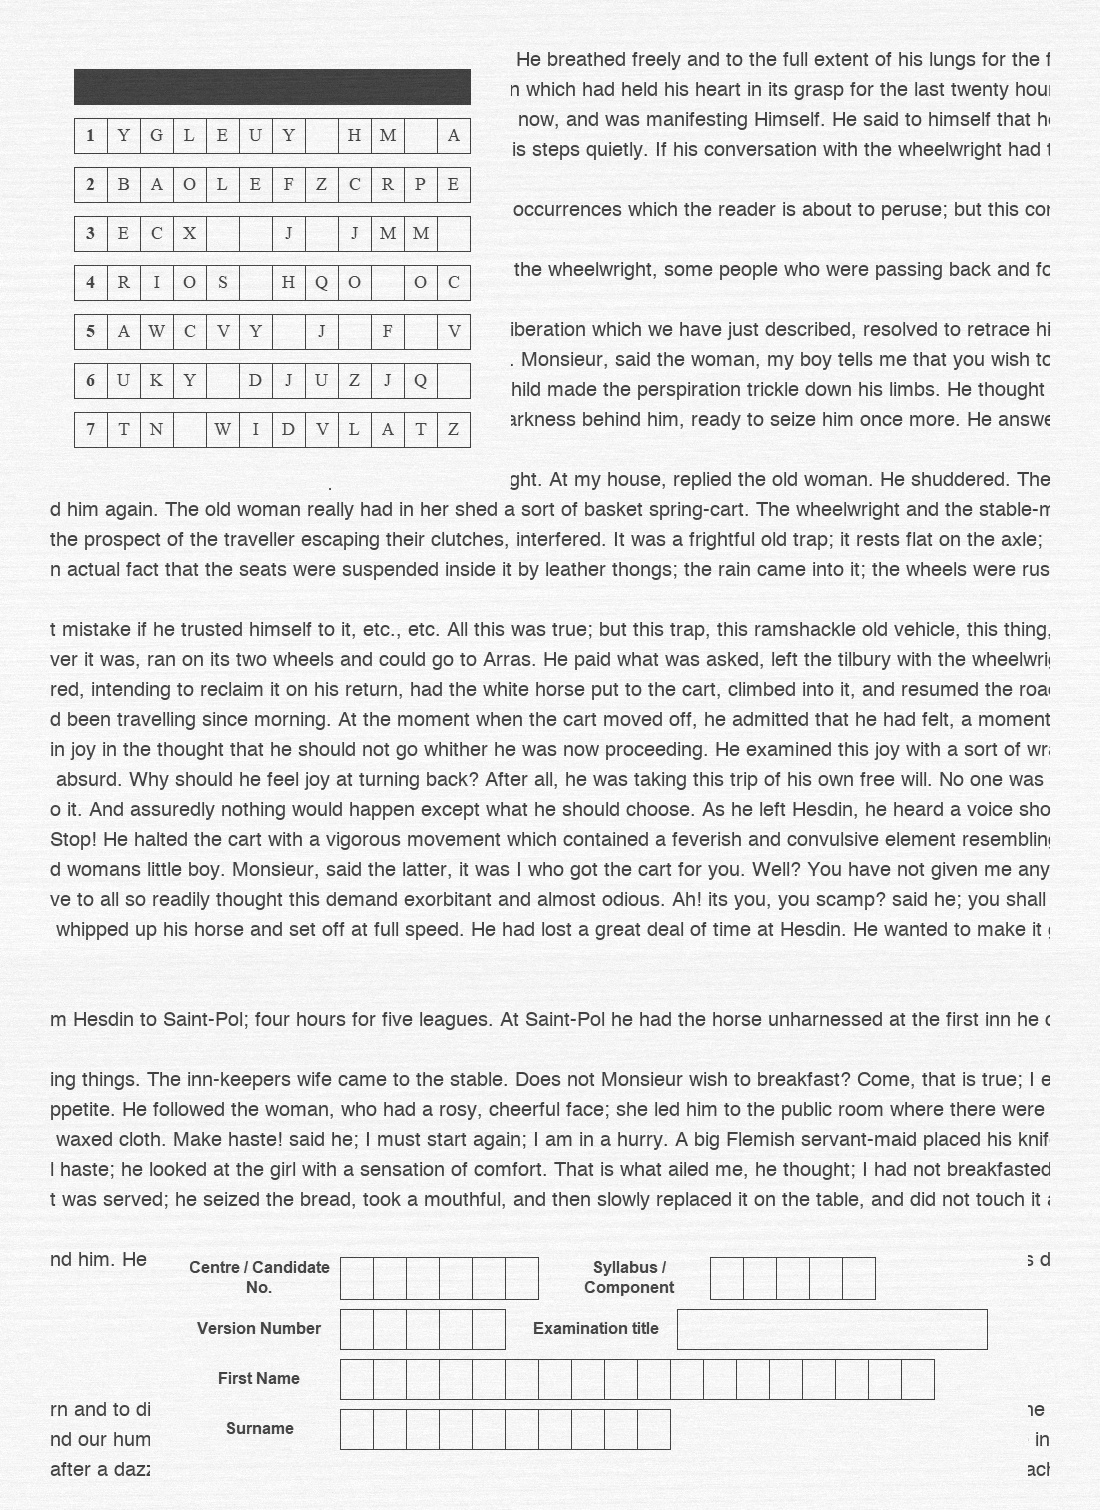 He breathed freely and to the full extent of his lungs for the
which had held his heart in its grasp for the last twenty
now, and was manifesting Himself. He said to himself that
steps quietly. If his conversation with the wheelwright had
occurrences which the reader is about to peruse; but this
the wheelwright, some people who were passing back and
which we have just described, resolved to retrace
. Monsieur, said the woman, my boy tells me that you wish to
made the perspiration trickle down his limbs. He thought
behind him, ready to seize him once more. He
1 Y G L E U Y H M A
2 B A O L E F Z C R P E
3 E C X J J M M
4 R I O S H Q O O C
5 A W C V Y J F V
6 U K Y D J U Z J Q
7 T N W I D V L A T Z
. At my house, replied the old woman. He shuddered. The
d him again. The old woman really had in her shed a sort of basket spring-cart. The wheelwright and the
the prospect of the traveller escaping their clutches, interfered. It was a frightful old trap; it rests flat on the axle;
n actual fact that the seats were suspended inside it by leather thongs; the rain came into it; the wheels were rus
t mistake if he trusted himself to it, etc., etc. All this was true; but this trap, this ramshackle old vehicle, this thing,
ver it was, ran on its two wheels and could go to Arras. He paid what was asked, left the tilbury with the
red, intending to reclaim it on his return, had the white horse put to the cart, climbed into it, and resumed the
d been travelling since morning. At the moment when the cart moved off, he admitted that he had felt, a moment
in joy in the thought that he should not go whither he was now proceeding. He examined this joy with a sort of
absurd. Why should he feel joy at turning back? After all, he was taking this trip of his own free will. No one was
o it. And assuredly nothing would happen except what he should choose. As he left Hesdin, he heard a voice sho
Stop! He halted the cart with a vigorous movement which contained a feverish and convulsive element
d womans little boy. Monsieur, said the latter, it was I who got the cart for you. Well? You have not given me any
ve to all so readily thought this demand exorbitant and almost odious. Ah! its you, you scamp? said he; you shall
whipped up his horse and set off at full speed. He had lost a great deal of time at Hesdin. He wanted to make it
m Hesdin to Saint-Pol; four hours for five leagues. At Saint-Pol he had the horse unharnessed at the first inn he
ing things. The inn-keepers wife came to the stable. Does not Monsieur wish to breakfast? Come, that is true; I e
ppetite. He followed the woman, who had a rosy, cheerful face; she led him to the public room where there were
waxed cloth. Make haste! said he; I must start again; I am in a hurry. A big Flemish servant-maid placed his
l haste; he looked at the girl with a sensation of comfort. That is what ailed me, he thought; I had not breakfasted
t was served; he seized the bread, took a mouthful, and then slowly replaced it on the table, and did not touch it
nd him. He
Centre / Candidate No. Syllabus / Component
Version Number Examination title
First Name
Surname
rn and to di
nd our hum in
after a